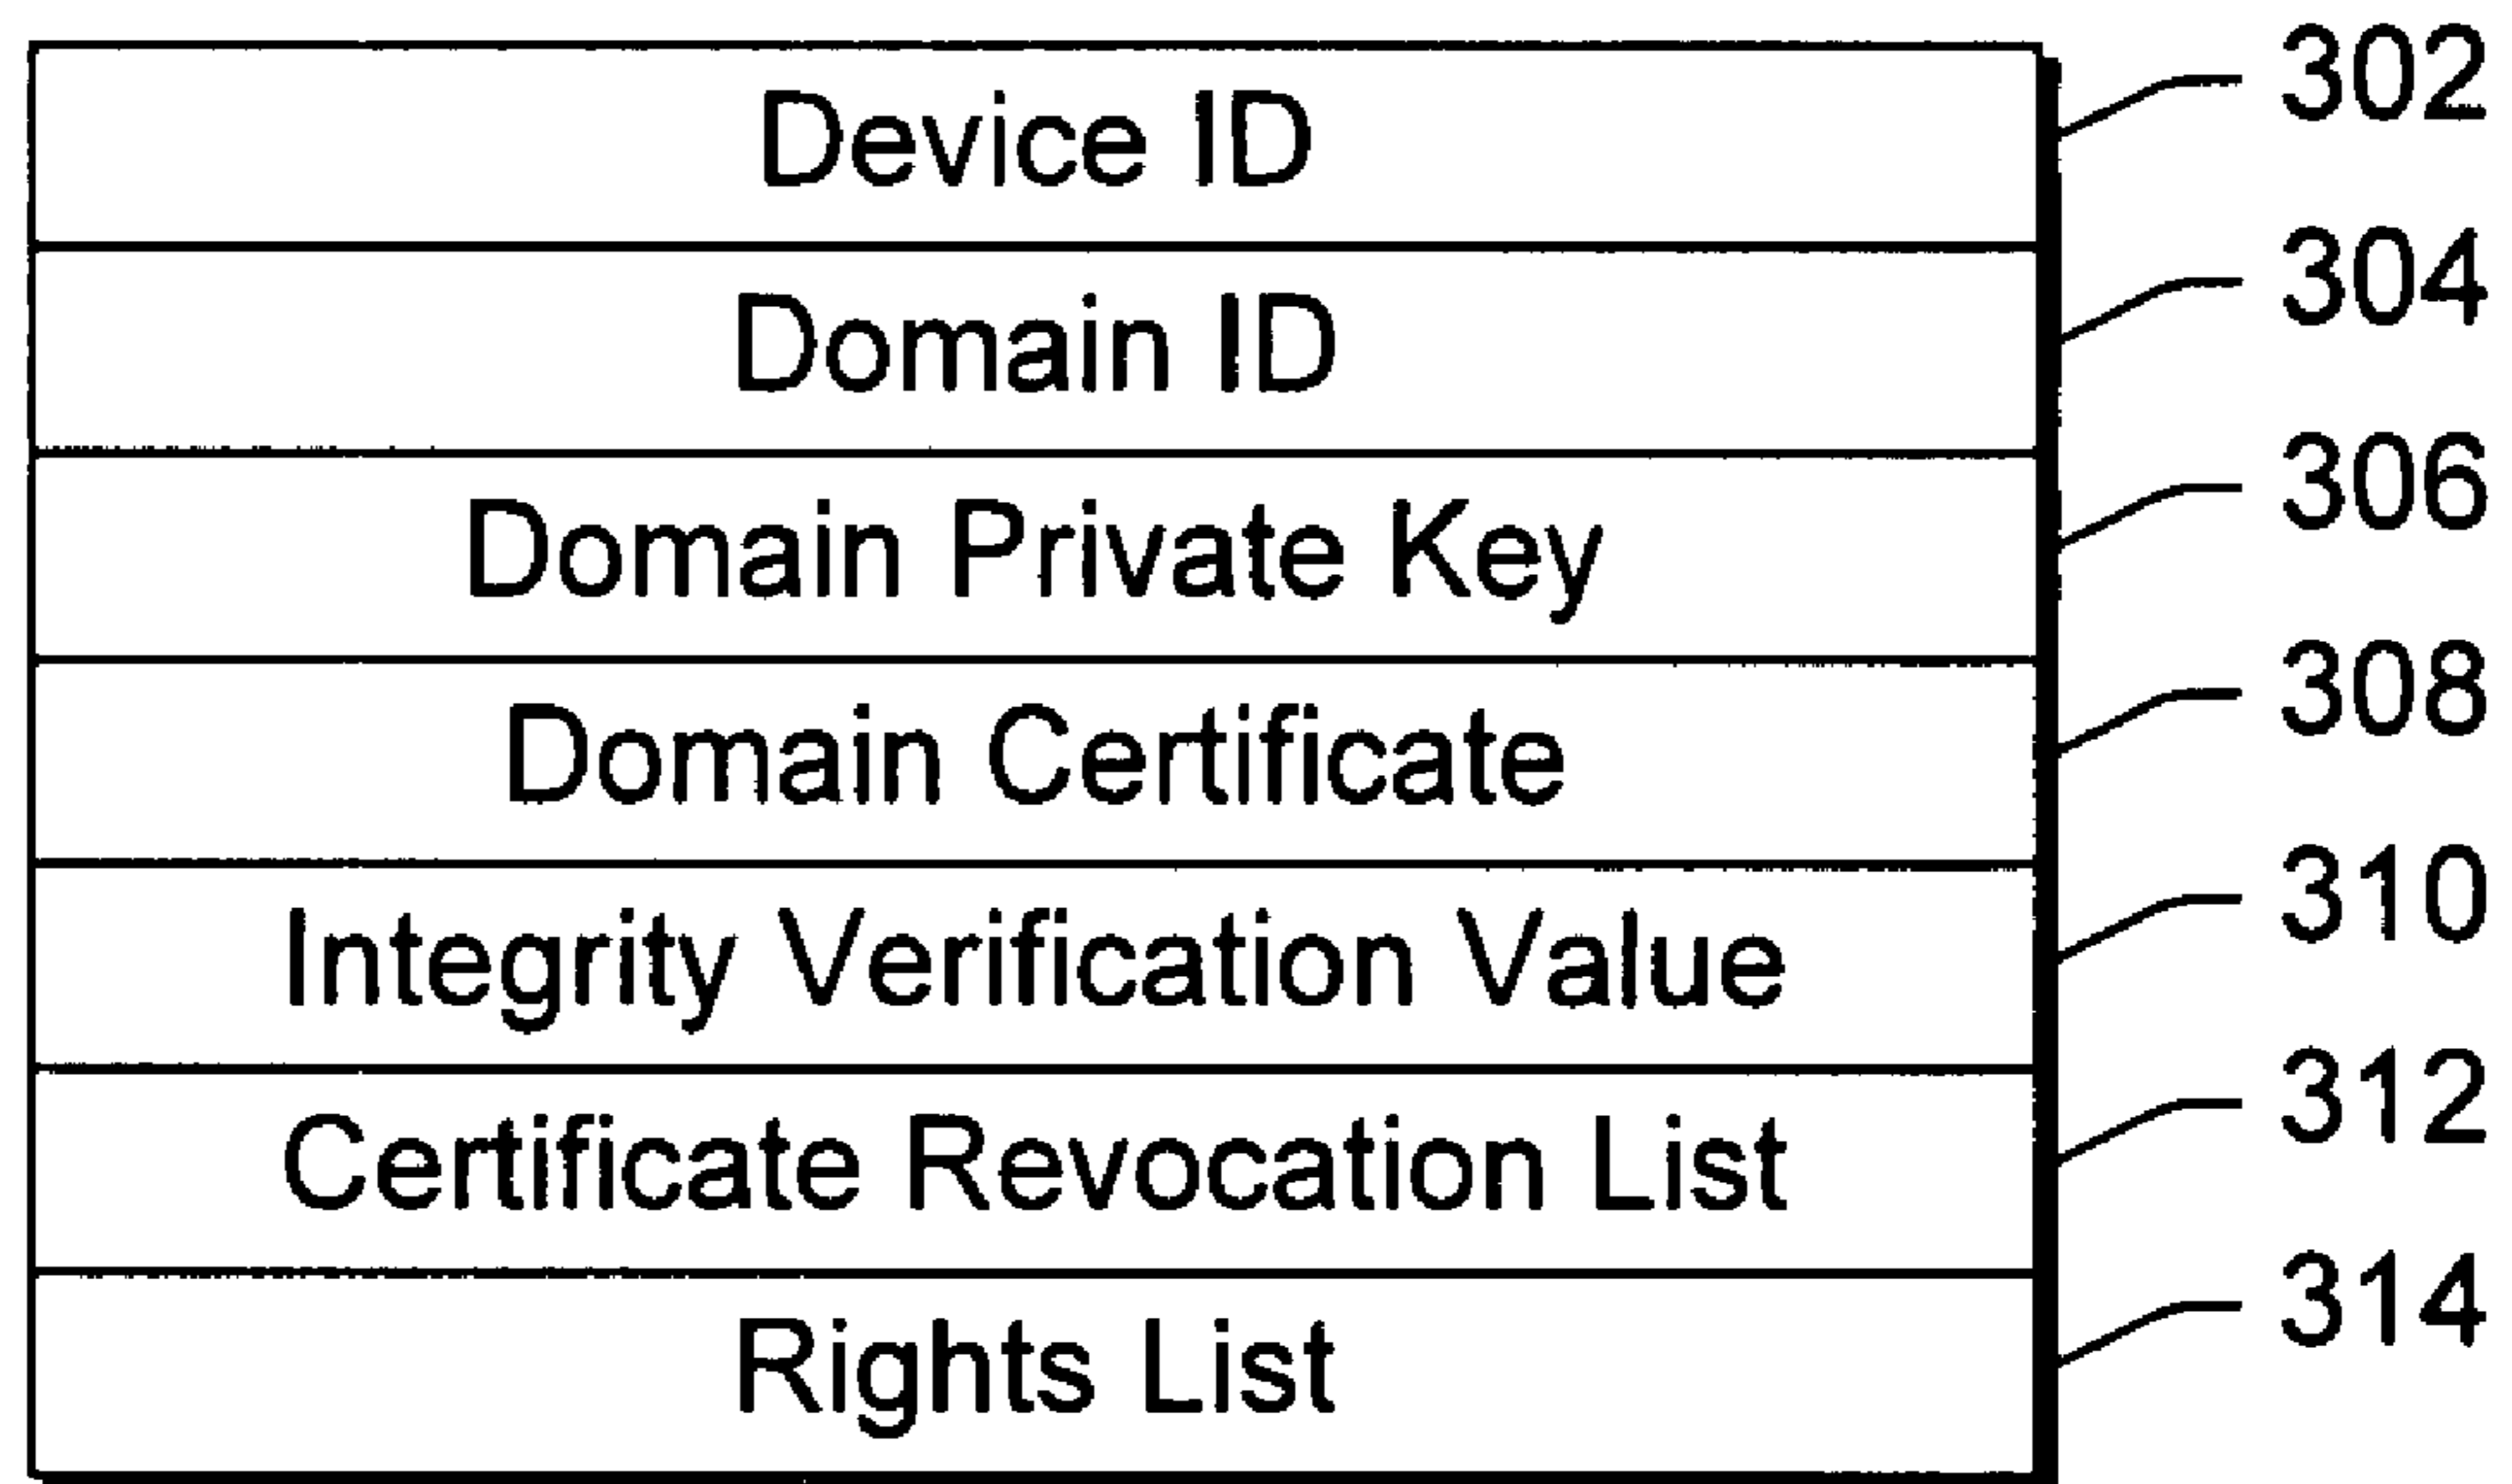 Device ID 302
Domain ID 304
Domain Private Key 306
Domain Certificate 308
Integrity Verification Value 310
Certificate Revocation List 312
Rights List 314